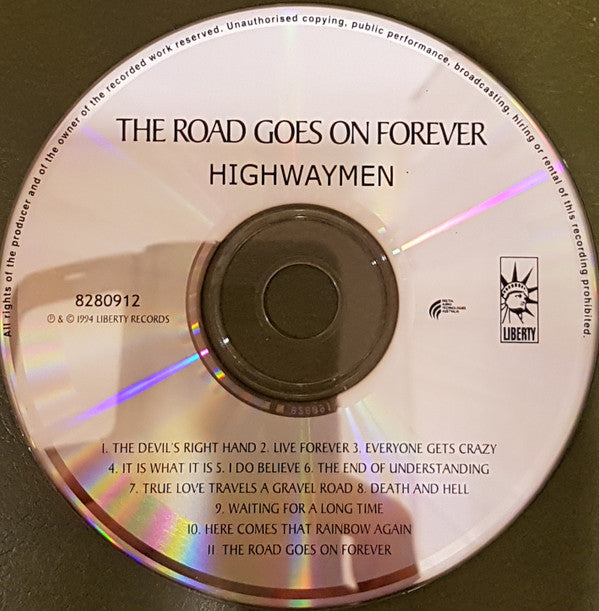 All rights of the producer and of the owner of the recorded work reserved. Unauthorised copying, public performance, broadcasting, hiring or rental of this recording prohibited.
THE ROAD GOES ON FOREVER
HIGHWAYMEN
8280912
℗ & © 1994 LIBERTY RECORDS
DIGITAL
AUDIO
TECHNOLOGIES
AUSTRALIA
LIBERTY
1. THE DEVIL'S RIGHT HAND 2. LIVE FOREVER 3. EVERYONE GETS CRAZY
4. IT IS WHAT IT IS 5. I DO BELIEVE 6. THE END OF UNDERSTANDING
7. TRUE LOVE TRAVELS A GRAVEL ROAD 8. DEATH AND HELL
9. WAITING FOR A LONG TIME
10. HERE COMES THAT RAINBOW AGAIN
11 THE ROAD GOES ON FOREVER